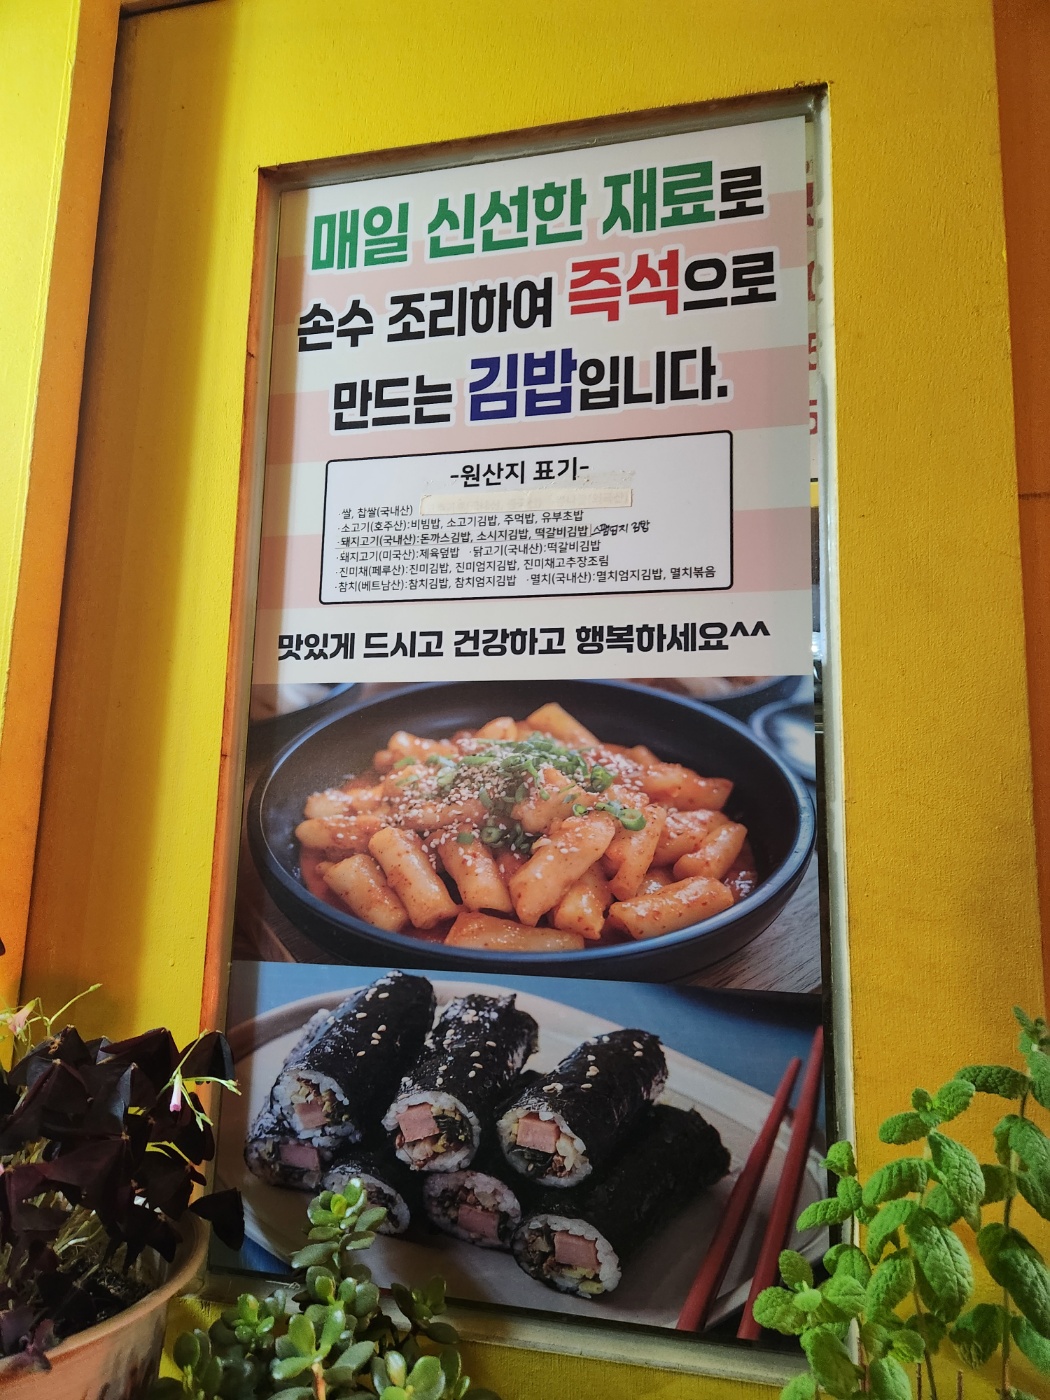 매일 신선한 재료로
손수 조리하여 즉석으로
만드는 김밥입니다.
-원산지 표기-
·쌀, 찹쌀(국내산)
·소고기(호주산):비빔밥, 소고기김밥, 주먹밥, 유부초밥
·돼지고기(국내산):돈까스김밥, 소시지김밥, 떡갈비김밥
·돼지고기(미국산):제육덮밥 ·닭고기(국내산):떡갈비김밥
·진미채(페루산):진미김밥, 진미엄지김밥, 진미채고추장조림
·참치(베트남산):참치김밥, 참치엄지김밥 ·멸치(국내산):멸치엄지김밥, 멸치볶음
맛있게 드시고 건강하고 행복하세요^^